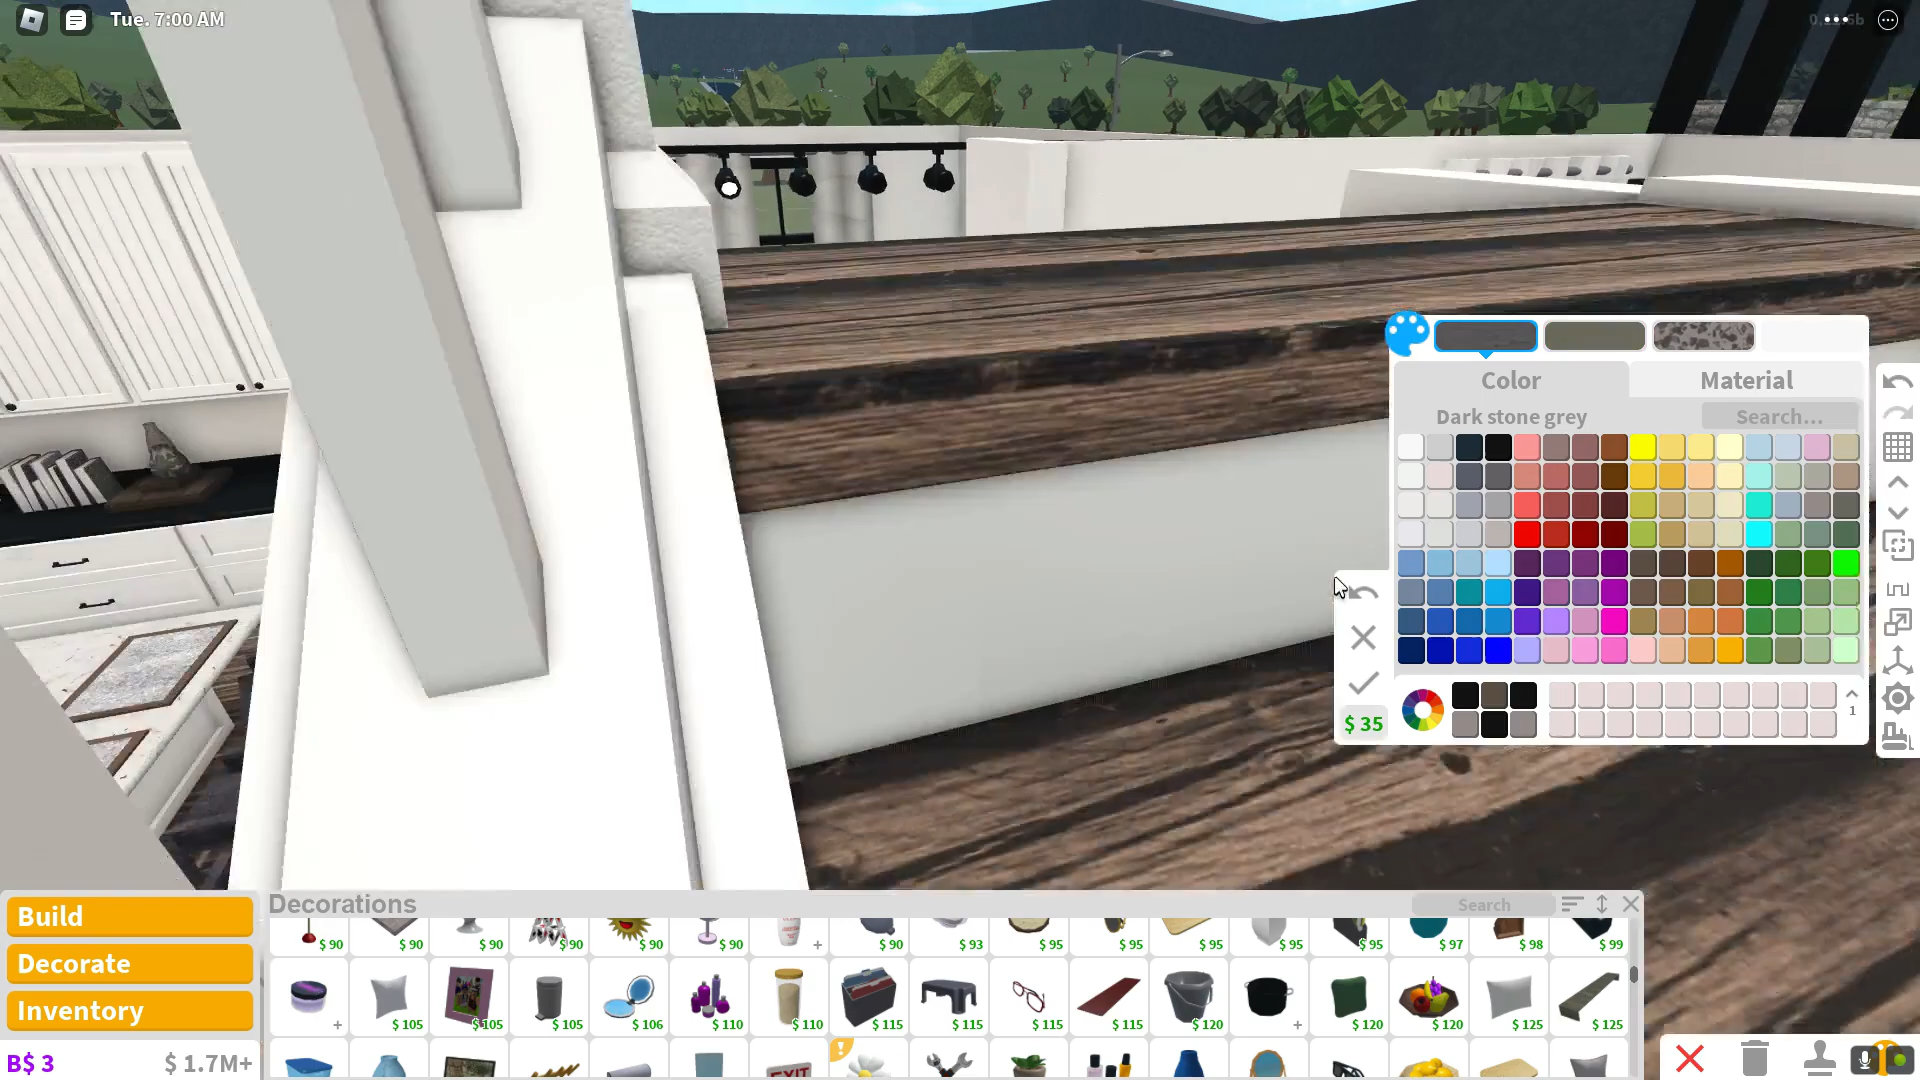 Tue. 7:00 AM
Color
Material
Dark stone grey
Search...
$ 35
1
Build
Decorate
Inventory
B$ 3
$ 1.7M+
Decorations
Search
$ 90 $ 90 $ 90 $ 90 $ 90 $ 90 + $ 90 $ 93 $ 95 $ 95 $ 95 $ 95 $ 95 $ 97 $ 98 $ 99
+ $ 105 $ 105 $ 105 $ 106 $ 110 $ 110 $ 115 $ 115 $ 115 $ 115 $ 120 + $ 120 $ 120 $ 125 $ 125
EXIT